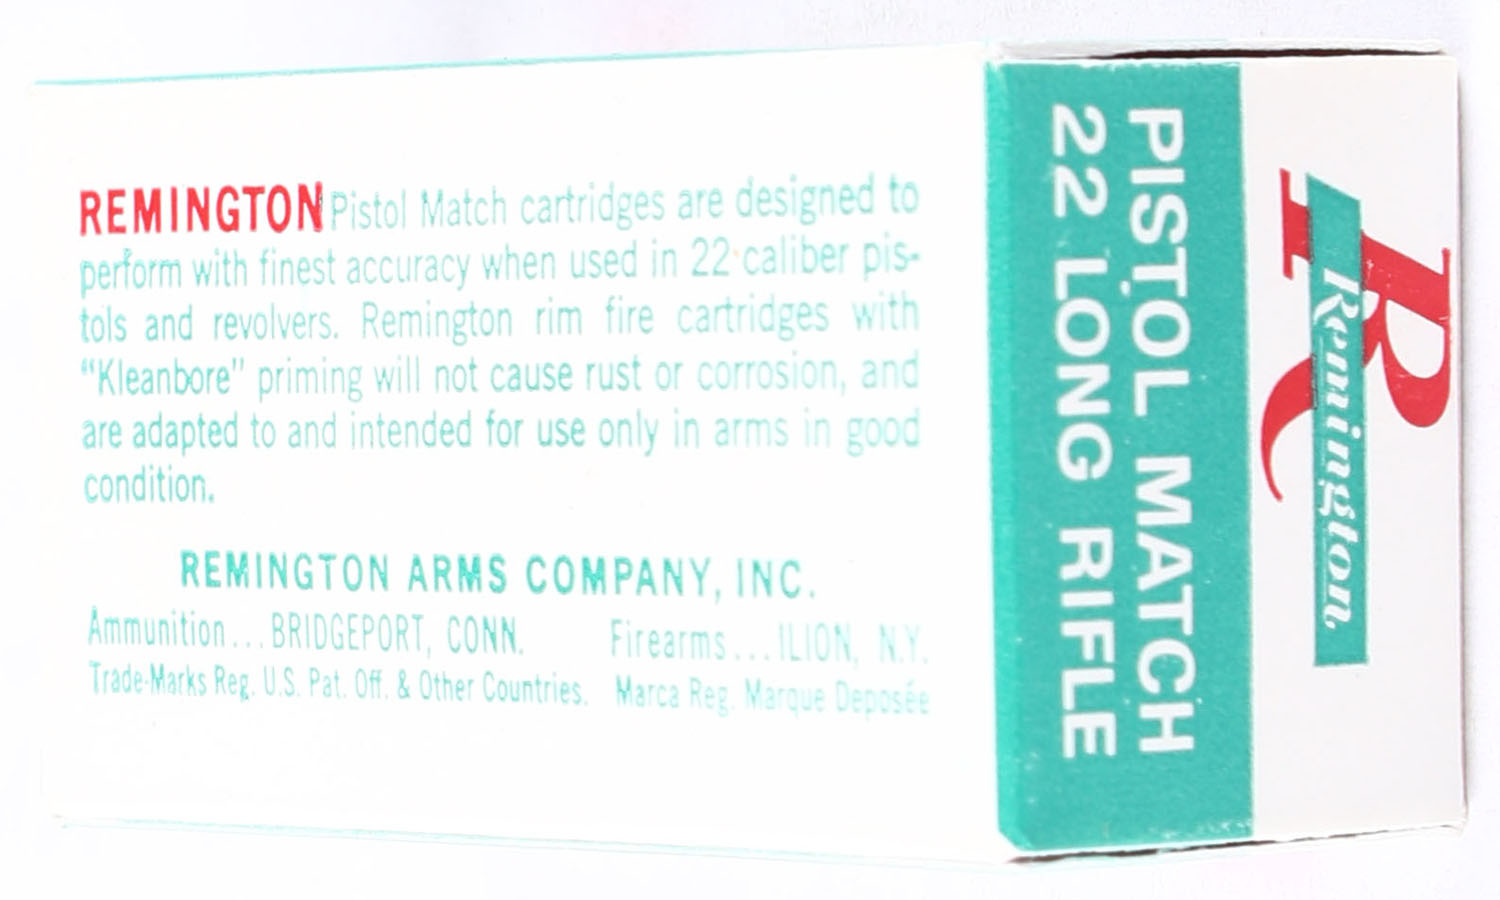 REMINGTON Pistol Match cartridges are designed to
perform with finest accuracy when used in 22 caliber pis-
tols and revolvers. Remington rim fire cartridges with
“Kleanbore” priming will not cause rust or corrosion, and
are adapted to and intended for use only in arms in good
condition.
REMINGTON ARMS COMPANY, INC.
Ammunition... BRIDGEPORT, CONN. Firearms... ILION, N.Y.
Trade-Marks Reg. U.S. Pat. Off. & Other Countries. Marca Reg. Marque Deposée
R
Remington.
PISTOL MATCH
22 LONG RIFLE